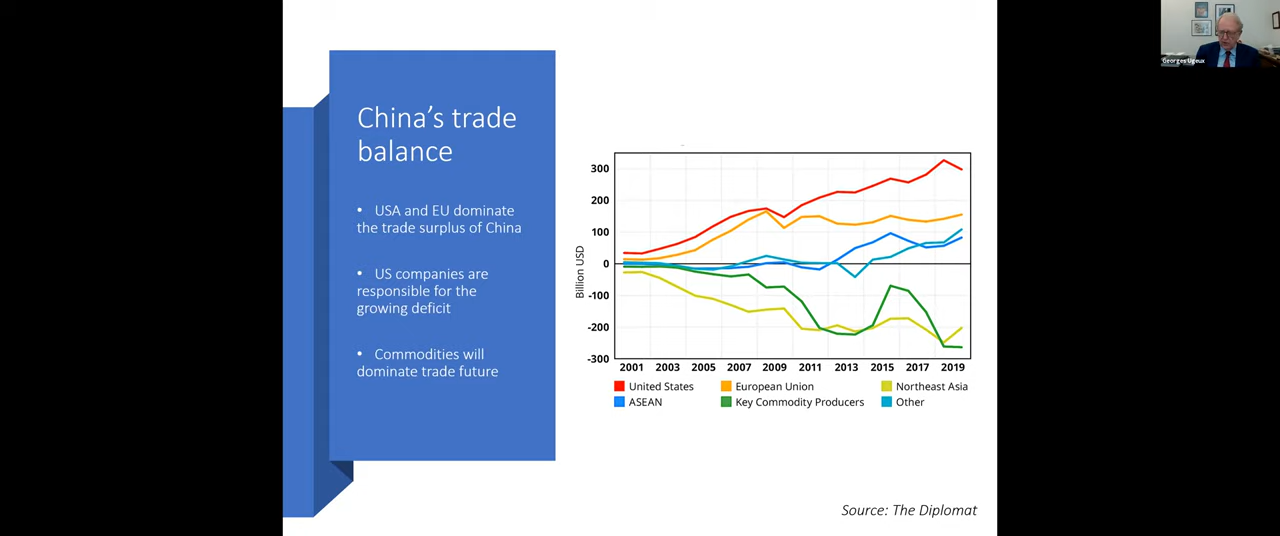 Georges Ugeux
China's trade
balance
• USA and EU dominate
the trade surplus of China
• US companies are
responsible for the
growing deficit
• Commodities will
dominate trade future
Billion USD
300
200
100
0
-100
-200
-300
2001 2003 2005 2007 2009 2011 2013 2015 2017 2019
United States European Union Northeast Asia
ASEAN Key Commodity Producers Other
Source: The Diplomat